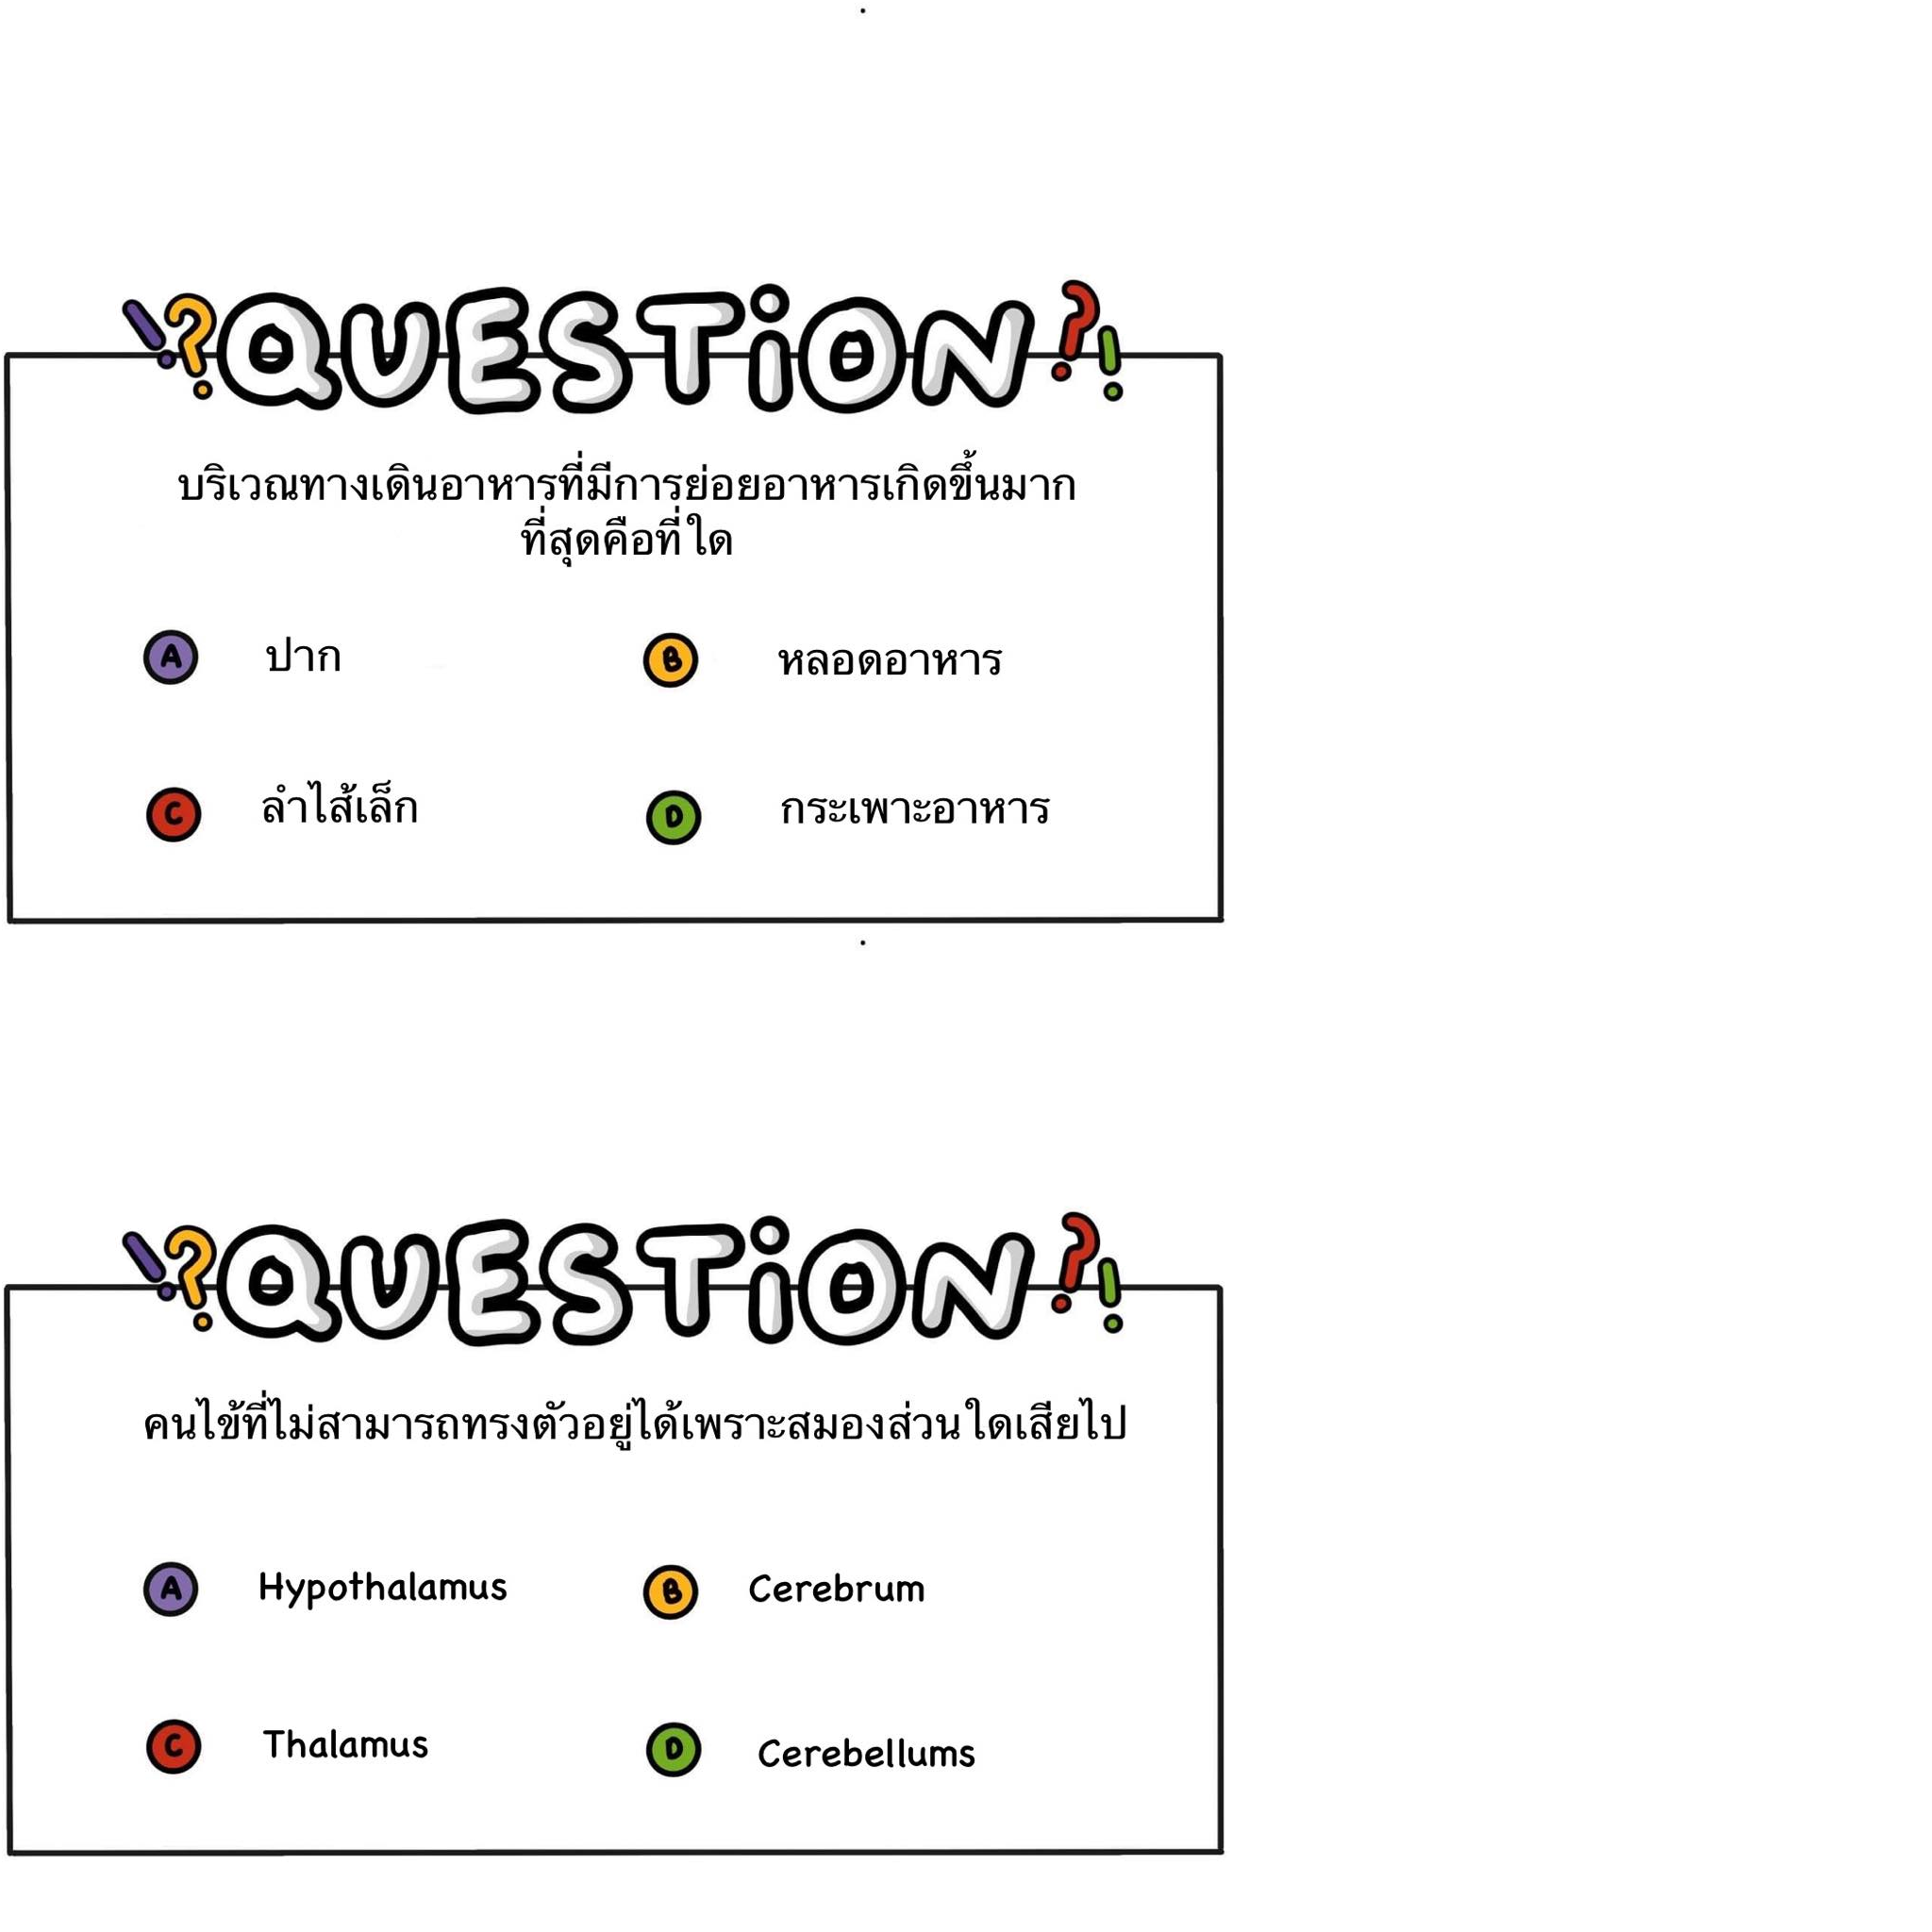 QUESTiON
บริเวณทางเดินอาหารที่มีการย่อยอาหารเกิดขึ้นมาก
ที่สุดคือที่ใด
A ปาก B หลอดอาหาร
C ลำไส้เล็ก D กระเพาะอาหาร
QUESTiON
คนไข้ที่ไม่สามารถทรงตัวอยู่ได้เพราะสมองส่วนใดเสียไป
A Hypothalamus B Cerebrum
C Thalamus D Cerebellums